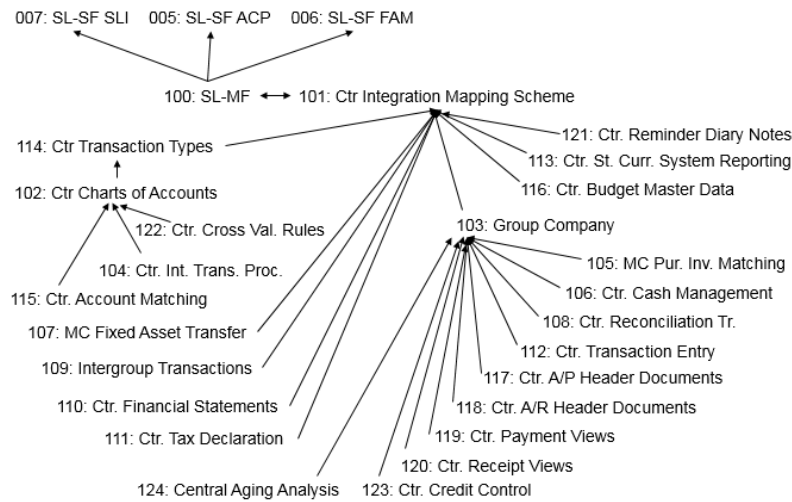 007: SL-SF SLI 005: SL-SF ACP 006: SL-SF FAM
100: SL-MF 101: Ctr Integration Mapping Scheme
121: Ctr. Reminder Diary Notes
114: Ctr Transaction Types
113: Ctr. St. Curr. System Reporting
102: Ctr Charts of Accounts
116: Ctr. Budget Master Data
122: Ctr. Cross Val. Rules
103: Group Company
104: Ctr. Int. Trans. Proc.
105: MC Pur. Inv. Matching
115: Ctr. Account Matching
106: Ctr. Cash Management
107: MC Fixed Asset Transfer
108: Ctr. Reconciliation Tr.
112: Ctr. Transaction Entry
109: Intergroup Transactions
117: Ctr. A/P Header Documents
110: Ctr. Financial Statements
118: Ctr. A/R Header Documents
111: Ctr. Tax Declaration
119: Ctr. Payment Views
120: Ctr. Receipt Views
124: Central Aging Analysis
123: Ctr. Credit Control